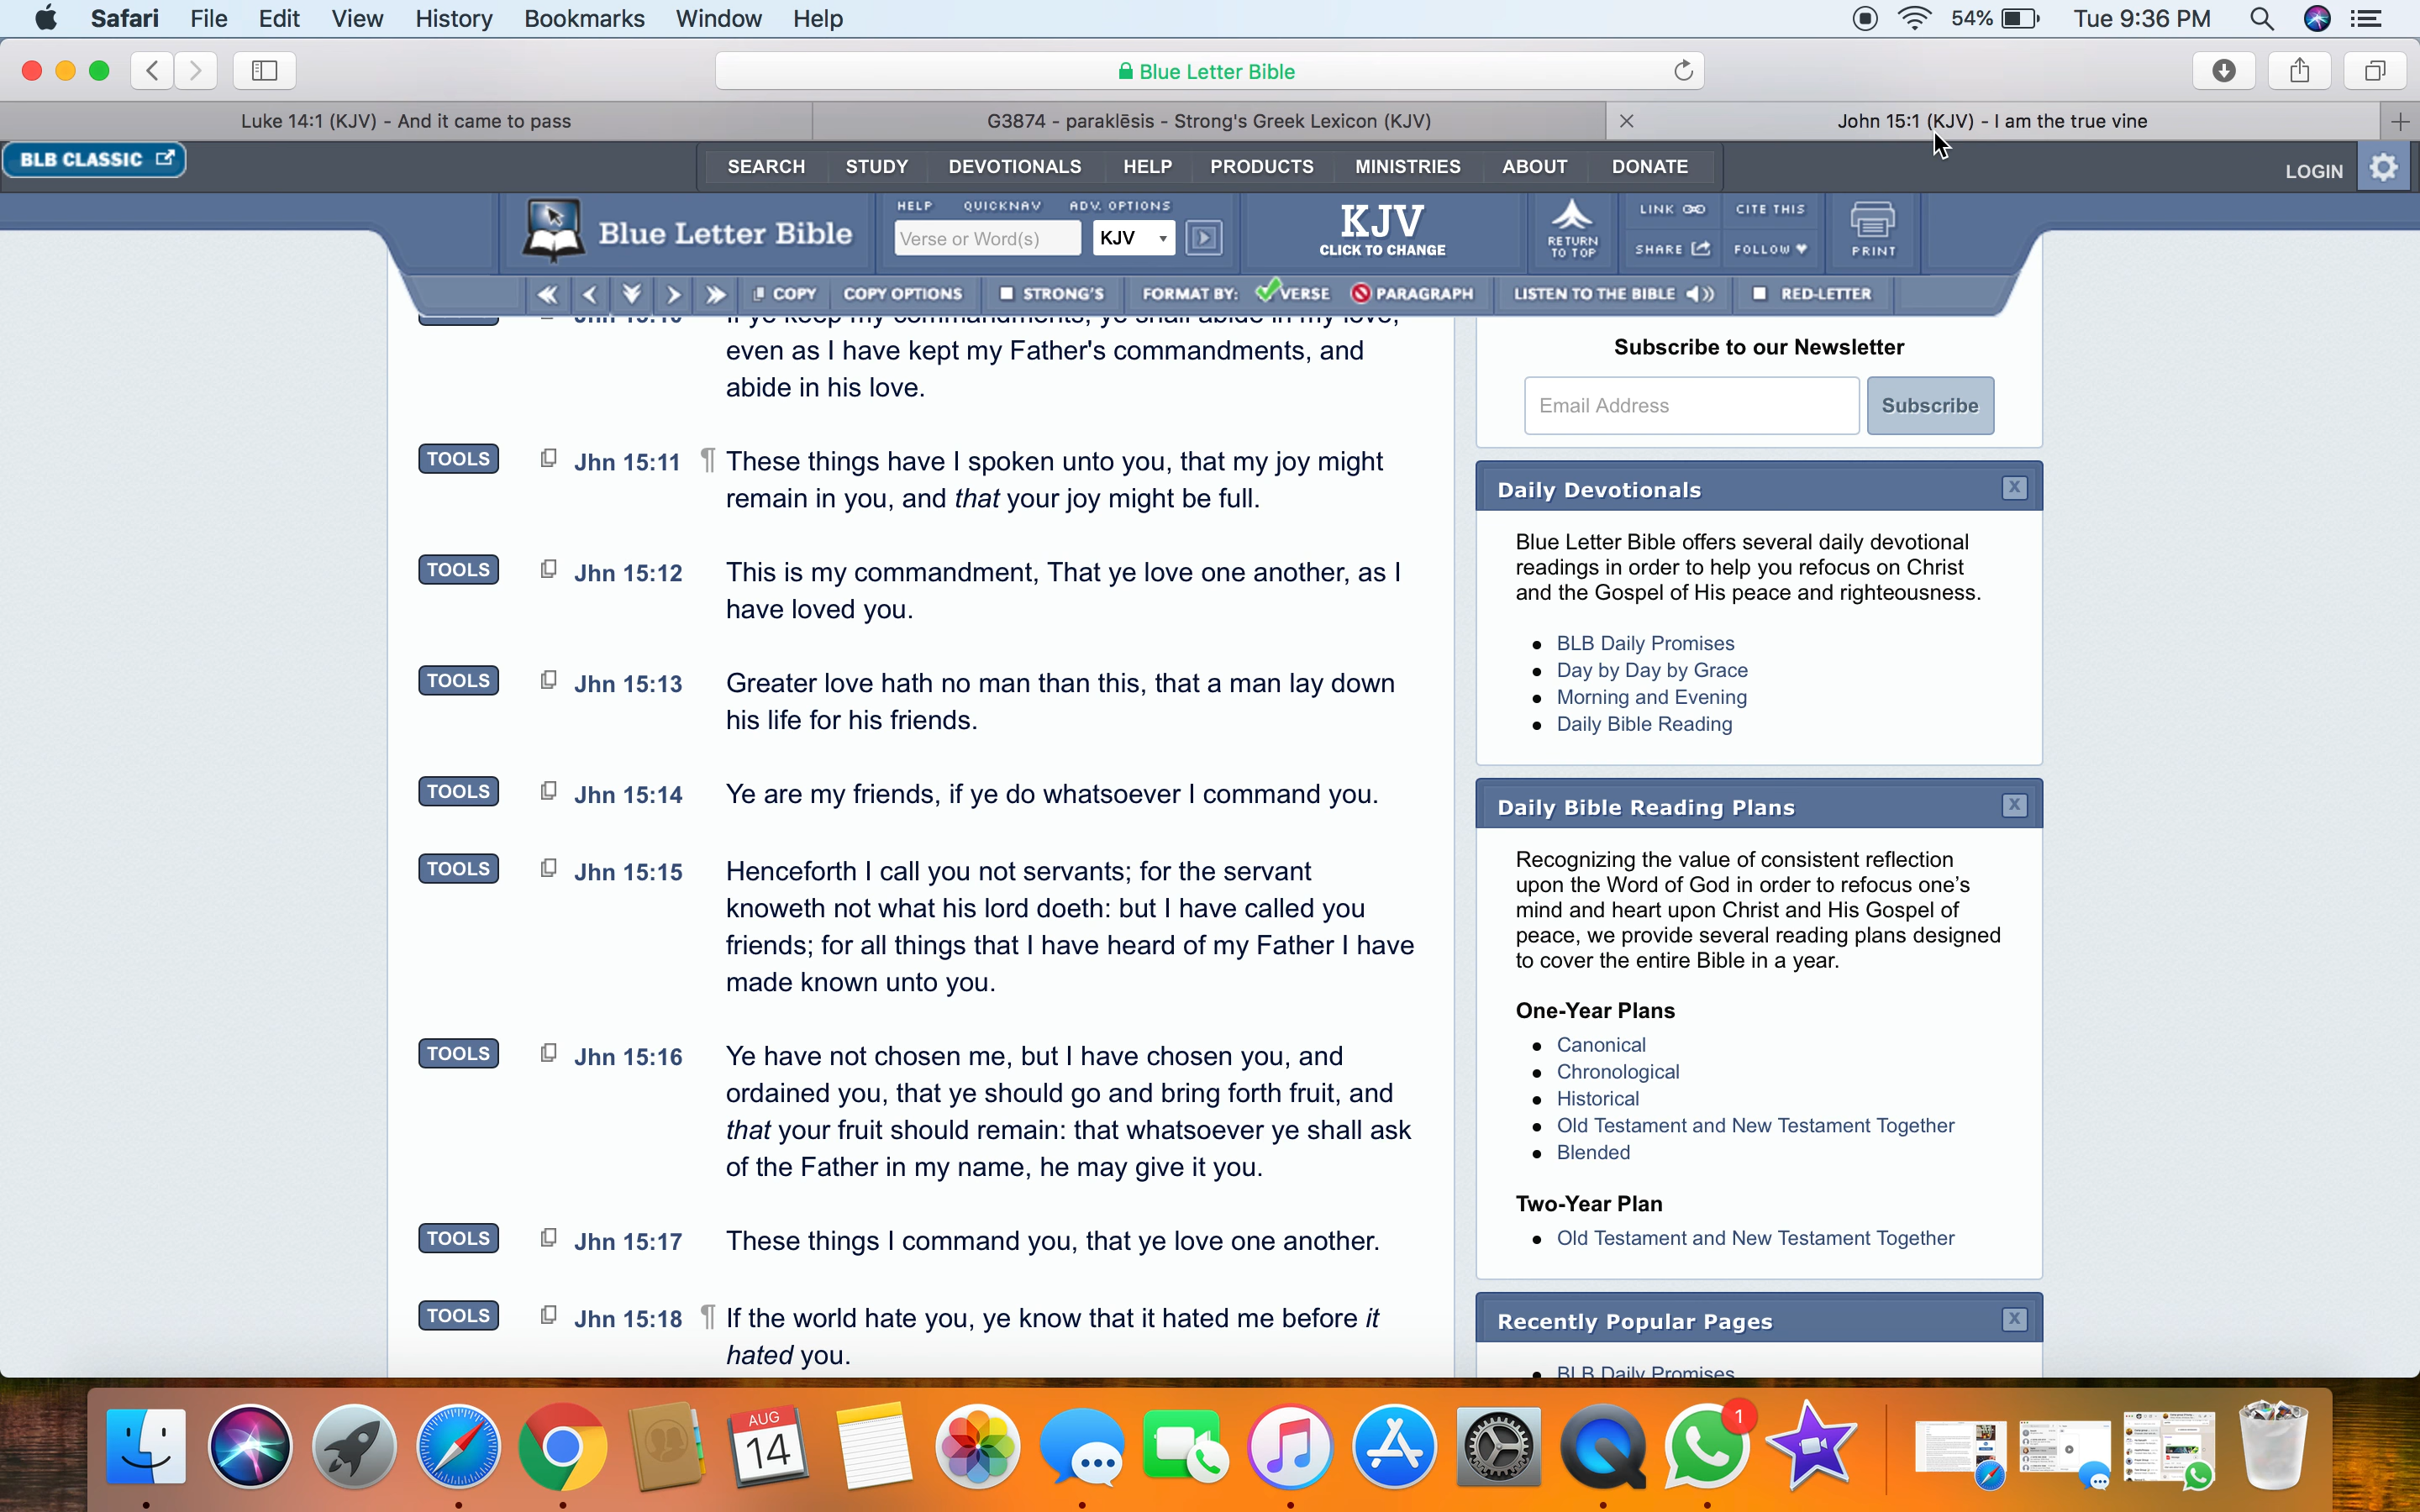 Safari File Edit View History Bookmarks Window Help 54% Tue 9:36 PM
Blue Letter Bible
Luke 14:1 (KJV) - And it came to pass
G3874 - paraklēsis - Strong's Greek Lexicon (KJV)
John 15:1 (KJV) - I am the true vine
BLB CLASSIC
SEARCH STUDY DEVOTIONALS HELP PRODUCTS MINISTRIES ABOUT DONATE
LOGIN
Blue Letter Bible
HELP QUICKNAV ADV. OPTIONS
Verse or Word(s) KJV
KJV
CLICK TO CHANGE
RETURN
TO TOP
LINK CITE THIS
SHARE FOLLOW
PRINT
COPY COPY OPTIONS STRONG'S FORMAT BY: VERSE PARAGRAPH LISTEN TO THE BIBLE RED-LETTER
Jhn 15:10 If ye keep my commandments, ye shall abide in my love;
even as I have kept my Father's commandments, and
abide in his love.
TOOLS Jhn 15:11 ¶ These things have I spoken unto you, that my joy might
remain in you, and that your joy might be full.
TOOLS Jhn 15:12 This is my commandment, That ye love one another, as I
have loved you.
TOOLS Jhn 15:13 Greater love hath no man than this, that a man lay down
his life for his friends.
TOOLS Jhn 15:14 Ye are my friends, if ye do whatsoever I command you.
TOOLS Jhn 15:15 Henceforth I call you not servants; for the servant
knoweth not what his lord doeth: but I have called you
friends; for all things that I have heard of my Father I have
made known unto you.
TOOLS Jhn 15:16 Ye have not chosen me, but I have chosen you, and
ordained you, that ye should go and bring forth fruit, and
that your fruit should remain: that whatsoever ye shall ask
of the Father in my name, he may give it you.
TOOLS Jhn 15:17 These things I command you, that ye love one another.
TOOLS Jhn 15:18 ¶ If the world hate you, ye know that it hated me before it
hated you.
Subscribe to our Newsletter
Email Address Subscribe
Daily Devotionals X
Blue Letter Bible offers several daily devotional
readings in order to help you refocus on Christ
and the Gospel of His peace and righteousness.
• BLB Daily Promises
• Day by Day by Grace
• Morning and Evening
• Daily Bible Reading
Daily Bible Reading Plans X
Recognizing the value of consistent reflection
upon the Word of God in order to refocus one's
mind and heart upon Christ and His Gospel of
peace, we provide several reading plans designed
to cover the entire Bible in a year.
One-Year Plans
• Canonical
• Chronological
• Historical
• Old Testament and New Testament Together
• Blended
Two-Year Plan
• Old Testament and New Testament Together
Recently Popular Pages X
• BLB Daily Promises
AUG
14
1